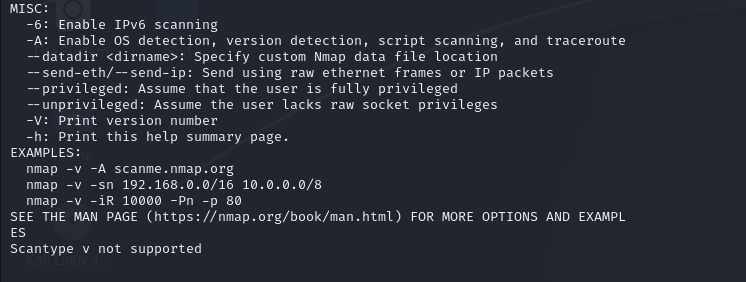 MISC:
  -6: Enable IPv6 scanning
  -A: Enable OS detection, version detection, script scanning, and traceroute
  --datadir <dirname>: Specify custom Nmap data file location
  --send-eth/--send-ip: Send using raw ethernet frames or IP packets
  --privileged: Assume that the user is fully privileged
  --unprivileged: Assume the user lacks raw socket privileges
  -V: Print version number
  -h: Print this help summary page.
EXAMPLES:
  nmap -v -A scanme.nmap.org
  nmap -v -sn 192.168.0.0/16 10.0.0.0/8
  nmap -v -iR 10000 -Pn -p 80
SEE THE MAN PAGE (https://nmap.org/book/man.html) FOR MORE OPTIONS AND EXAMPL
ES
Scantype v not supported